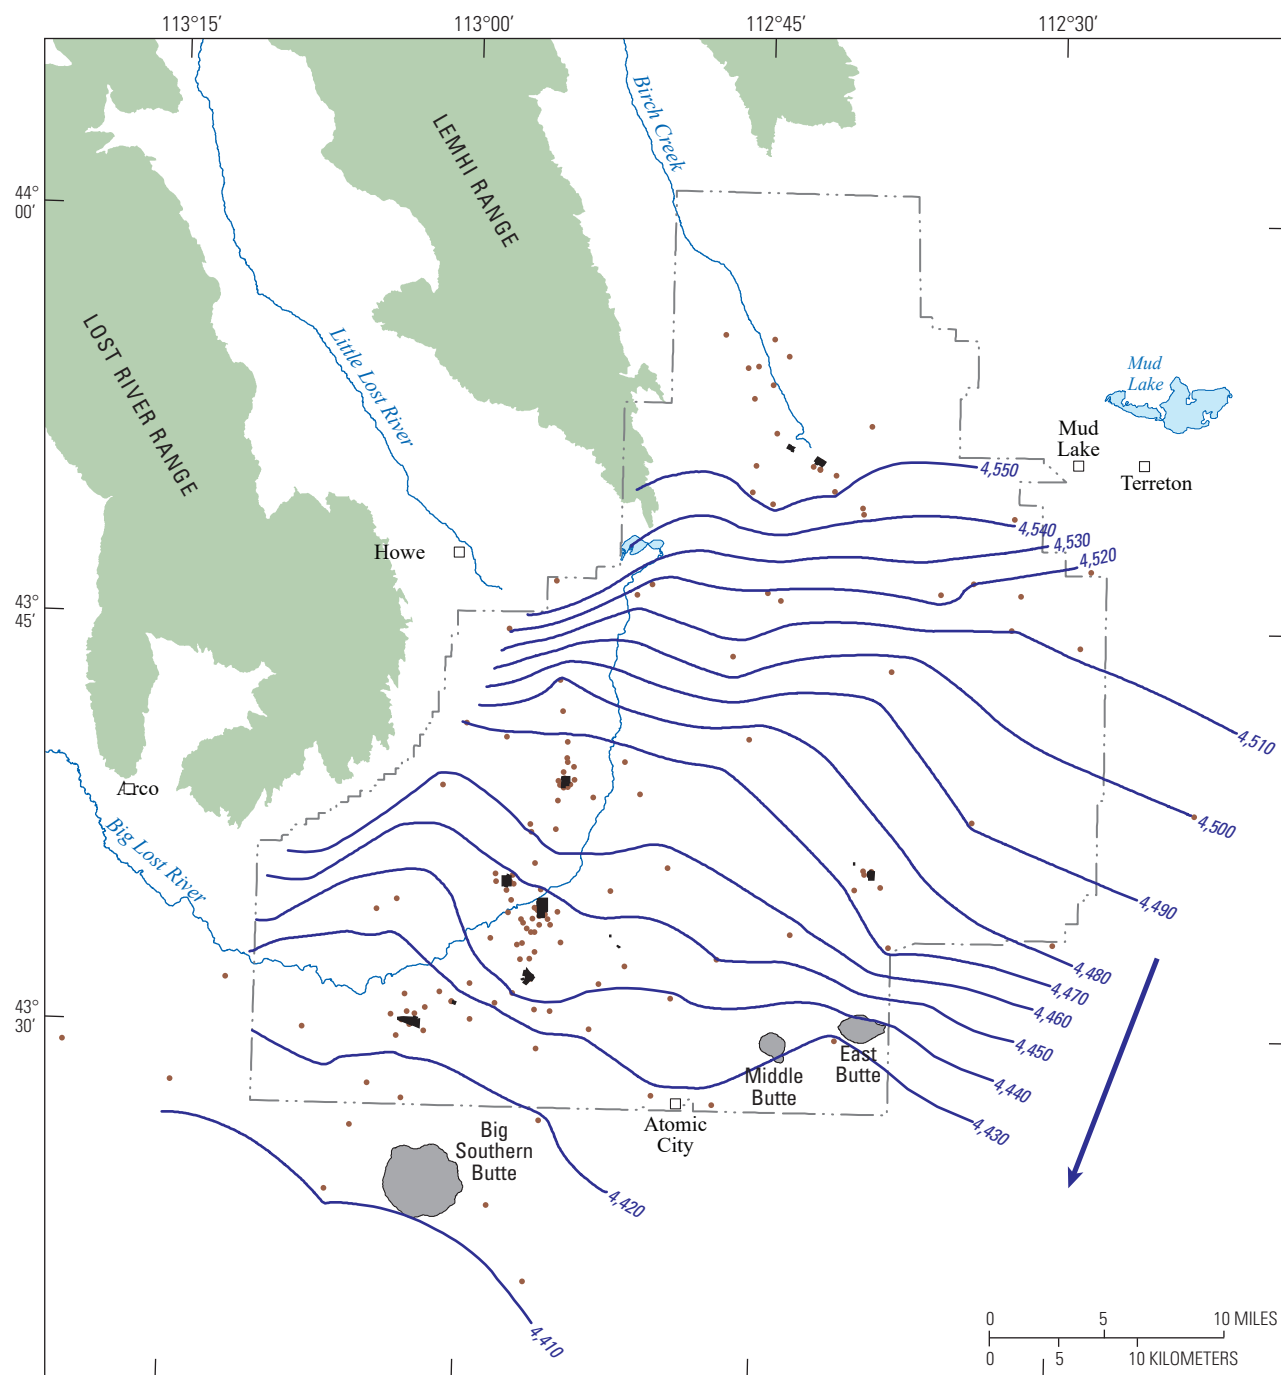 113°15′
113°00′
112°45′
112°30′
44°
00′
43°
45′
43°
30′
Birch Creek
LEMHI RANGE
LOST RIVER RANGE
Little Lost River
Mud
Lake
Mud
Lake
Terreton
Howe
Arco
Big Lost River
4,550
4,540
4,530
4,520
4,510
4,500
4,490
4,480
4,470
4,460
4,450
4,440
4,430
4,420
4,410
East
Butte
Middle
Butte
Atomic
City
Big
Southern
Butte
0 5 10 MILES
0 5 10 KILOMETERS